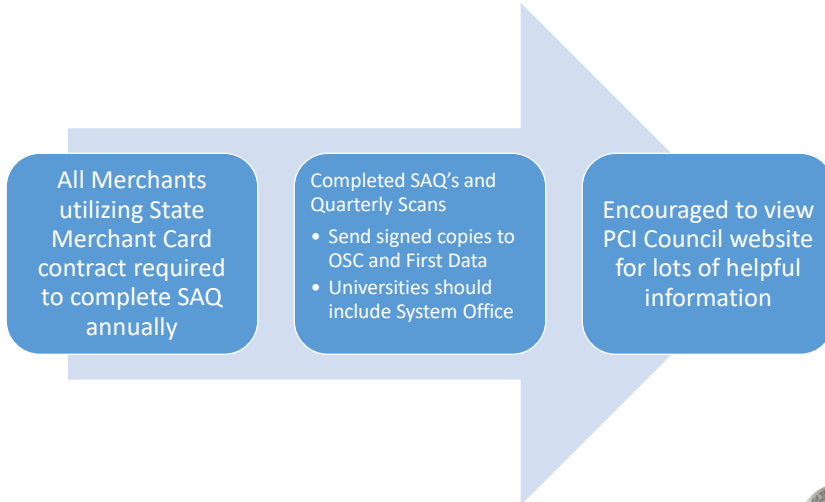 All Merchants
utilizing State
Merchant Card
contract required
to complete SAQ
annually
Completed SAQ's and
Quarterly Scans
• Send signed copies to
OSC and First Data
• Universities should
include System Office
Encouraged to view
PCI Council website
for lots of helpful
information